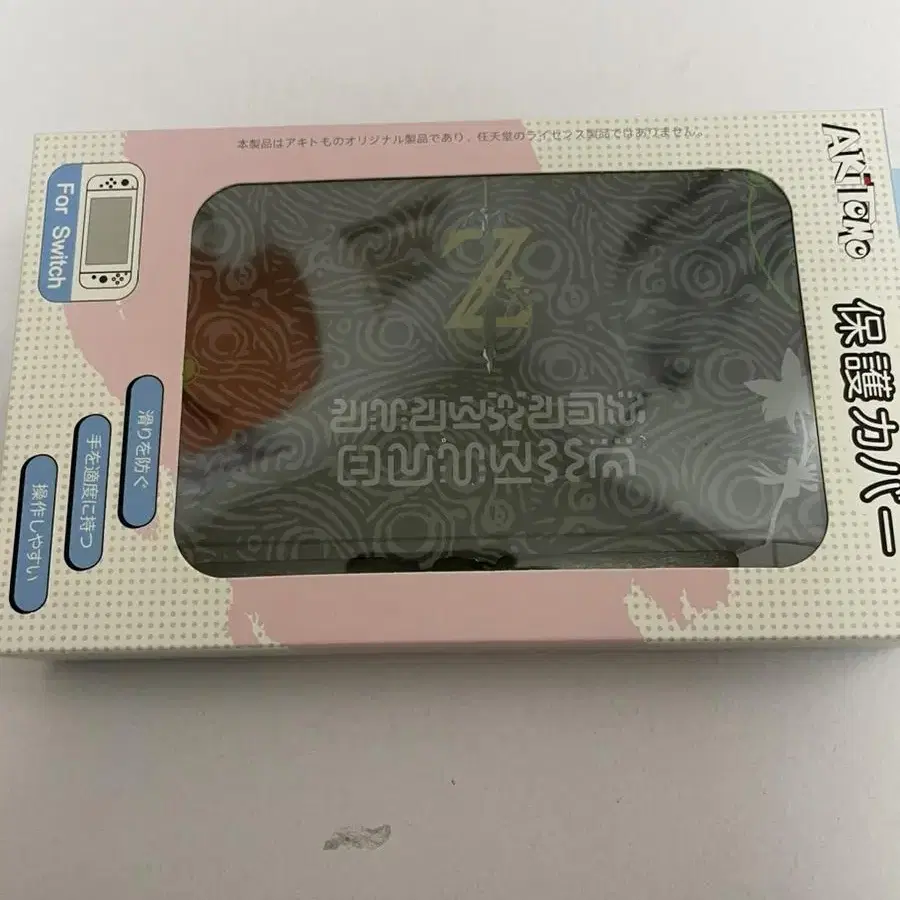 本製品はアキトものオリジナル製品であり、任天堂のライセンス製品ではありません。
AKITOMO
保護カバー
For Switch
Z
滑りを防ぐ
手を適度に持つ
操作しやすい